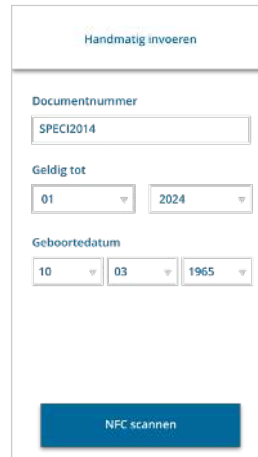 Handmatig invoeren
Documentnummer
SPECI2014
Geldig tot
01 2024
Geboortedatum
10 03 1965
NFC scannen